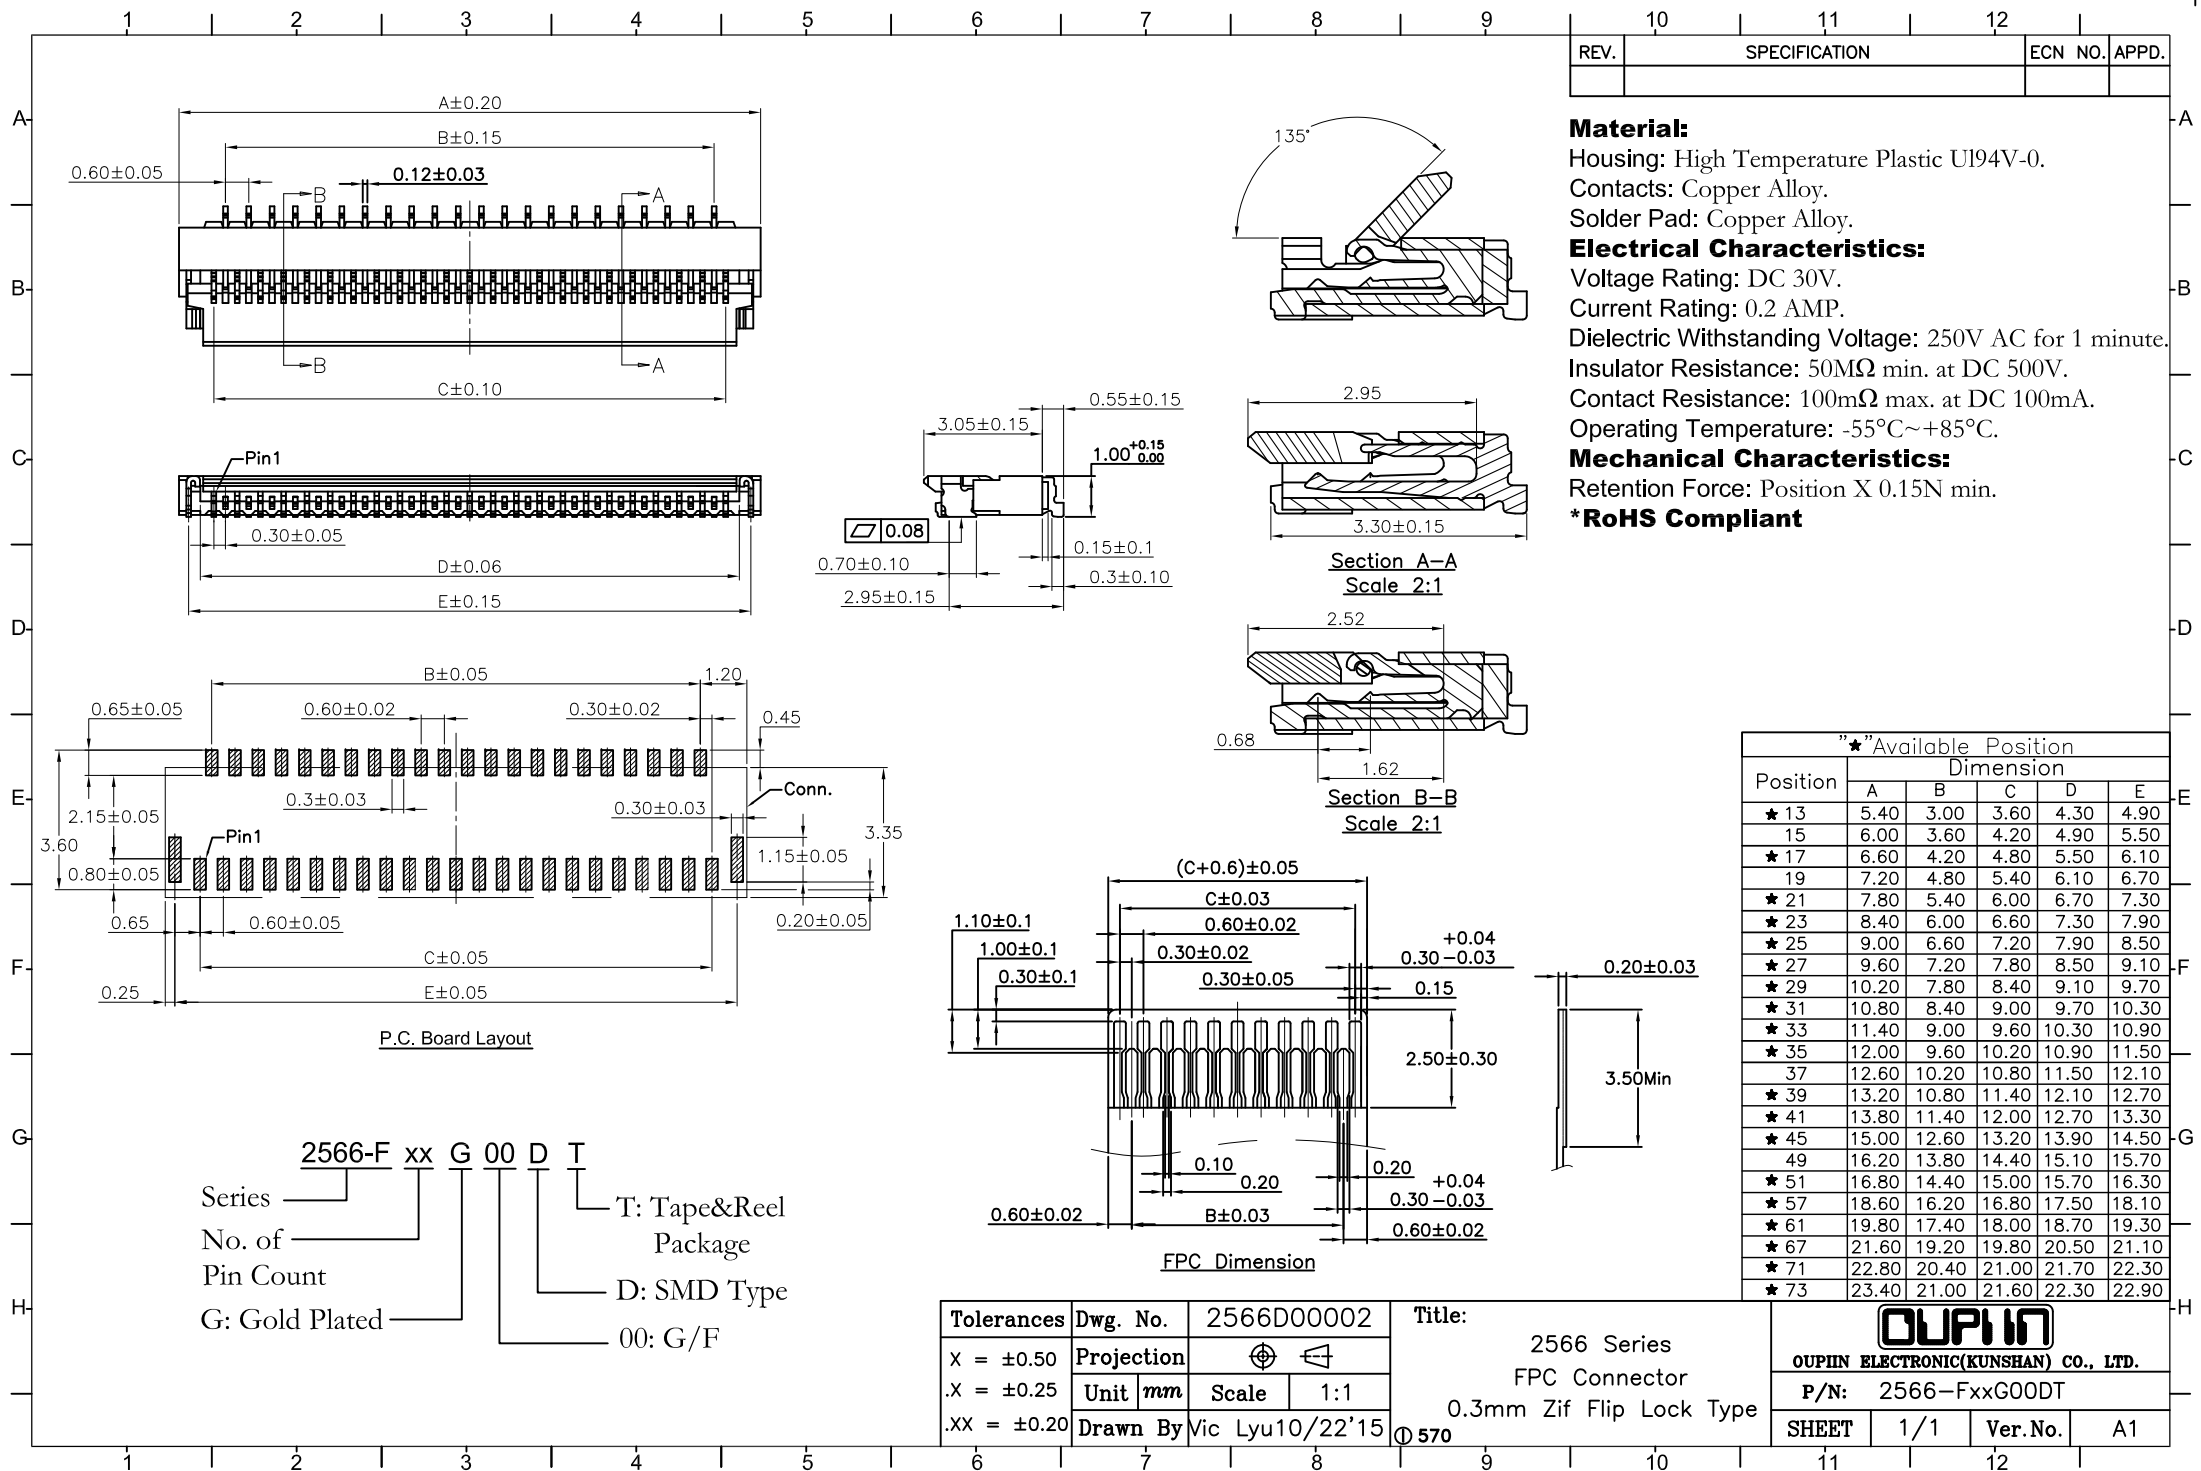 1 2 3 4 5 6 7 8 9 10 11 12
REV. SPECIFICATION ECN NO. APPD.
A A
B B
C C
D D
E E
F F
G G
H H
A±0.20
B±0.15
0.60±0.05
0.12±0.03
B A
B A
C±0.10
Pin1
0.30±0.05
D±0.06
E±0.15
0.55±0.15
3.05±0.15
1.00 +0.15 0.00
0.08
0.15±0.1
0.70±0.10
0.3±0.10
2.95±0.15
135°
2.95
3.30±0.15
Section A-A
Scale 2:1
2.52
0.68
1.62
Section B-B
Scale 2:1
Material:
Housing: High Temperature Plastic Ul94V-0.
Contacts: Copper Alloy.
Solder Pad: Copper Alloy.
Electrical Characteristics:
Voltage Rating: DC 30V.
Current Rating: 0.2 AMP.
Dielectric Withstanding Voltage: 250V AC for 1 minute.
Insulator Resistance: 50MΩ min. at DC 500V.
Contact Resistance: 100mΩ max. at DC 100mA.
Operating Temperature: -55°C~+85°C.
Mechanical Characteristics:
Retention Force: Position X 0.15N min.
*RoHS Compliant
B±0.05
1.20
0.65±0.05
0.60±0.02
0.30±0.02
0.45
0.3±0.03
0.30±0.03
Conn.
2.15±0.05
Pin1
3.35
3.60
1.15±0.05
0.80±0.05
0.65
0.60±0.05
0.20±0.05
C±0.05
0.25
E±0.05
P.C. Board Layout
(C+0.6)±0.05
C±0.03
1.10±0.1
0.60±0.02
1.00±0.1
0.30±0.02
0.30 +0.04 -0.03
0.30±0.1
0.30±0.05
0.15
0.20±0.03
2.50±0.30
3.50Min
0.10
0.20
0.20
0.30 +0.04 -0.03
0.60±0.02
B±0.03
0.60±0.02
FPC Dimension
"★"Available Position
Position Dimension
A B C D E
★ 13 5.40 3.00 3.60 4.30 4.90
15 6.00 3.60 4.20 4.90 5.50
★ 17 6.60 4.20 4.80 5.50 6.10
19 7.20 4.80 5.40 6.10 6.70
★ 21 7.80 5.40 6.00 6.70 7.30
★ 23 8.40 6.00 6.60 7.30 7.90
★ 25 9.00 6.60 7.20 7.90 8.50
★ 27 9.60 7.20 7.80 8.50 9.10
★ 29 10.20 7.80 8.40 9.10 9.70
★ 31 10.80 8.40 9.00 9.70 10.30
★ 33 11.40 9.00 9.60 10.30 10.90
★ 35 12.00 9.60 10.20 10.90 11.50
37 12.60 10.20 10.80 11.50 12.10
★ 39 13.20 10.80 11.40 12.10 12.70
★ 41 13.80 11.40 12.00 12.70 13.30
★ 45 15.00 12.60 13.20 13.90 14.50
49 16.20 13.80 14.40 15.10 15.70
★ 51 16.80 14.40 15.00 15.70 16.30
★ 57 18.60 16.20 16.80 17.50 18.10
★ 61 19.80 17.40 18.00 18.70 19.30
★ 67 21.60 19.20 19.80 20.50 21.10
★ 71 22.80 20.40 21.00 21.70 22.30
★ 73 23.40 21.00 21.60 22.30 22.90
2566-F xx G 00 D T
Series
No. of
Pin Count
G: Gold Plated
T: Tape&Reel
Package
D: SMD Type
00: G/F
Tolerances
X = ±0.50
.X = ±0.25
.XX = ±0.20
Dwg. No. 2566D00002
Projection
Unit mm Scale 1:1
Drawn By Vic Lyu10/22'15
Title:
2566 Series
FPC Connector
0.3mm Zif Flip Lock Type
① 570
OUPIIN
OUPIIN ELECTRONIC(KUNSHAN) CO., LTD.
P/N: 2566-FxxG00DT
SHEET 1/1 Ver.No. A1
1 2 3 4 5 6 7 8 9 10 11 12